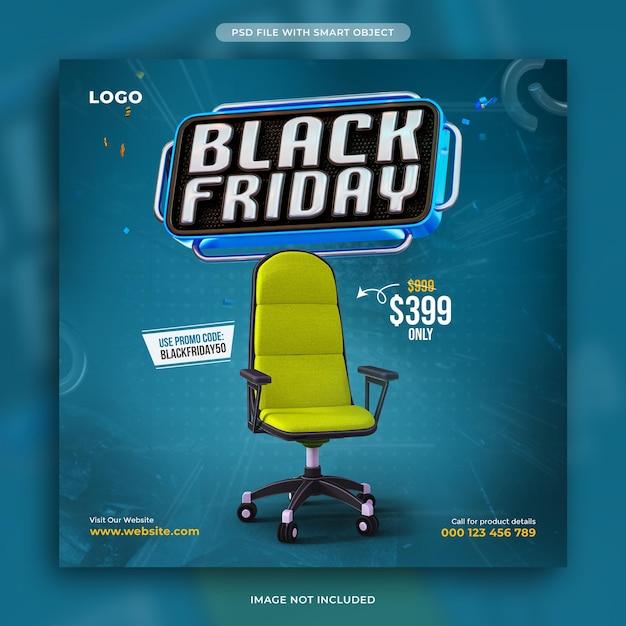 PSD FILE WITH SMART OBJECT
LOGO
BLACK
FRIDAY
$999
$399
ONLY
USE PROMO CODE:
BLACKFRIDAY50
Visit Our Website
www.website.com
Call for product details
000 123 456 789
IMAGE NOT INCLUDED